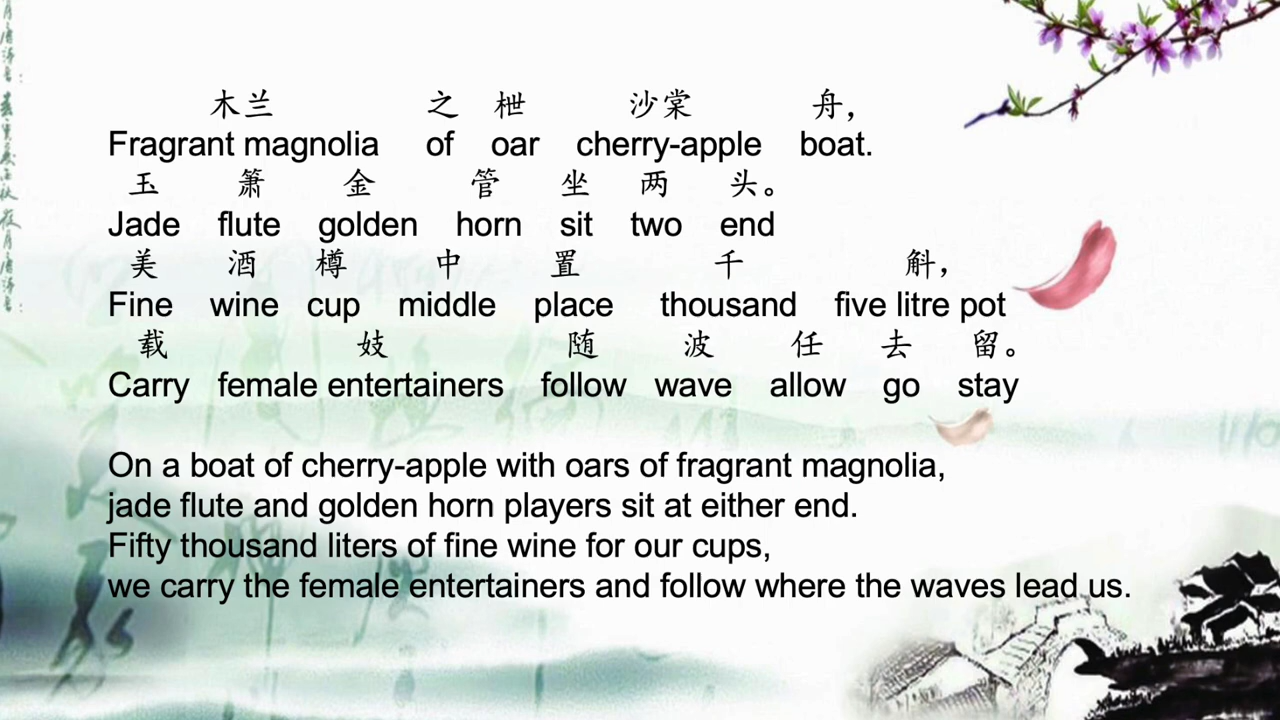 木兰 之 枻 沙棠 舟，
Fragrant magnolia of oar cherry-apple boat.
玉 箫 金 管 坐 两 头。
Jade flute golden horn sit two end
美 酒 樽 中 置 千 斛，
Fine wine cup middle place thousand five litre pot
载 妓 随 波 任 去 留。
Carry female entertainers follow wave allow go stay
On a boat of cherry-apple with oars of fragrant magnolia,
jade flute and golden horn players sit at either end.
Fifty thousand liters of fine wine for our cups,
we carry the female entertainers and follow where the waves lead us.